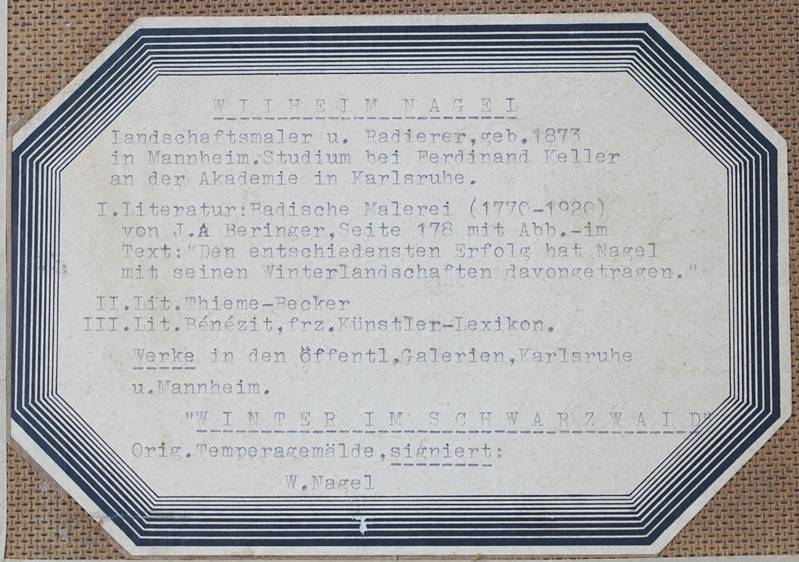 WILHELM NAGEL
Landschaftsmaler u. Radierer,geb.1873
in Mannheim.Studium bei Ferdinand Keller
an der Akademie in Karlsruhe.
I.Literatur:Badische Malerei (1770-1920)
von J.A Beringer,Seite 178 mit Abb.-im
Text:"Den entschiedensten Erfolg hat Nagel
mit seinen Winterlandschaften davongetragen."
II.Lit.Thieme-Becker
III.Lit.Bénézit,frz.Künstler-Lexikon.
Werke in den öffentl.Galerien,Karlsruhe
u.Mannheim.
"WINTER IM SCHWARZWALD"
Orig.Temperagemälde,signiert:
W.Nagel